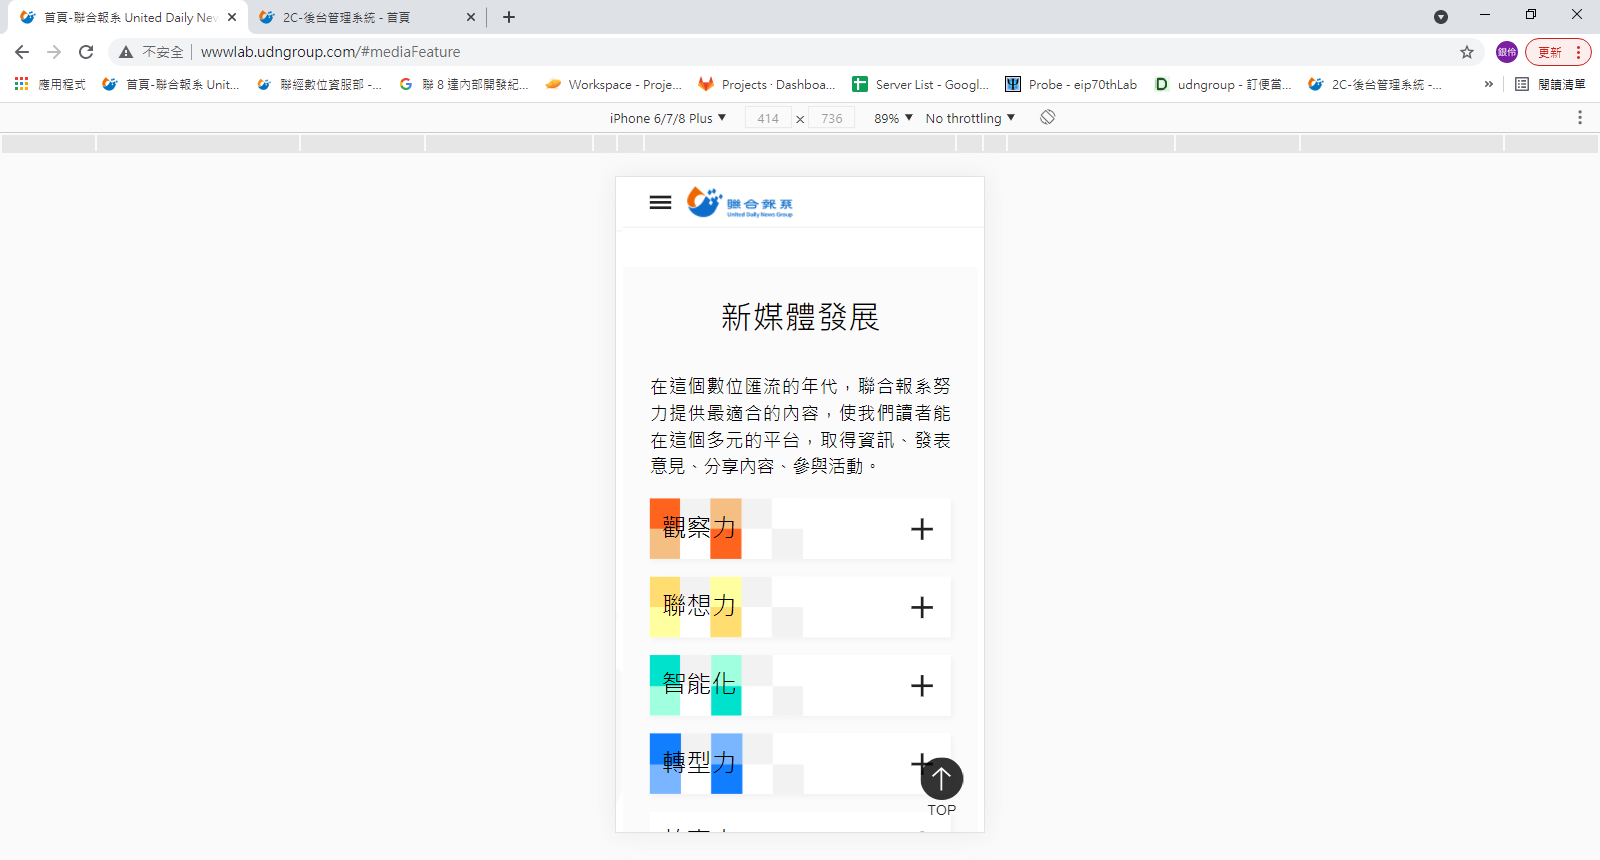 首頁-聯合報系 United Daily Nev
2C-後台管理系統 - 首頁
不安全
wwwlab.udngroup.com/#mediaFeature
銀伶
更新
應用程式
首頁-聯合報系 Unit...
聯經數位資服部 -...
聯 8 達內部開發紀...
Workspace - Proje...
Projects · Dashboa...
Server List - Googl...
Probe - eip70thLab
udngroup - 訂便當...
2C-後台管理系統 -...
»
閱讀清單
iPhone 6/7/8 Plus
414 × 736
89%
No throttling
聯合報系
United Daily News Group
新媒體發展
在這個數位匯流的年代，聯合報系努
力提供最適合的內容，使我們讀者能
在這個多元的平台，取得資訊、發表
意見、分享內容、參與活動。
觀察力
聯想力
智能化
轉型力
TOP